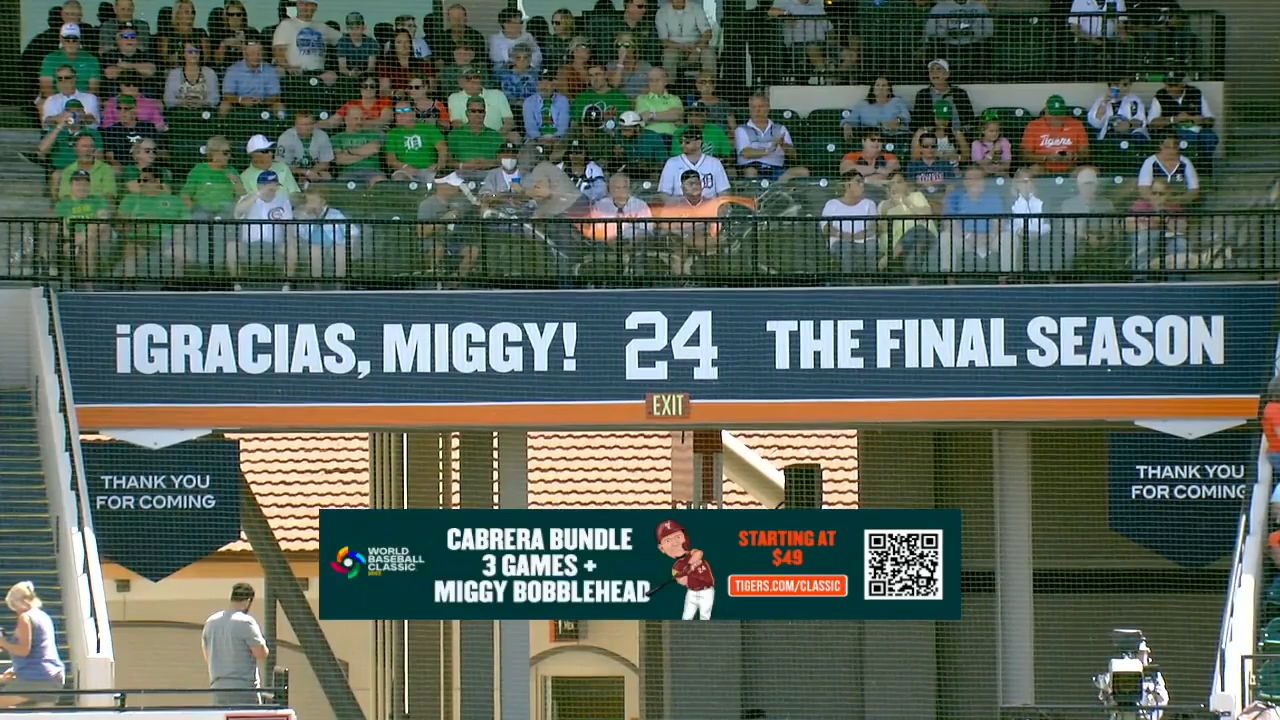 Tigers
¡GRACIAS, MIGGY! 24 THE FINAL SEASON
EXIT
THANK YOU
FOR COMING
THANK YOU
FOR COMING
WORLD
BASEBALL
CLASSIC
CABRERA BUNDLE
3 GAMES +
MIGGY BOBBLEHEAD
STARTING AT
$49
TIGERS.COM/CLASSIC